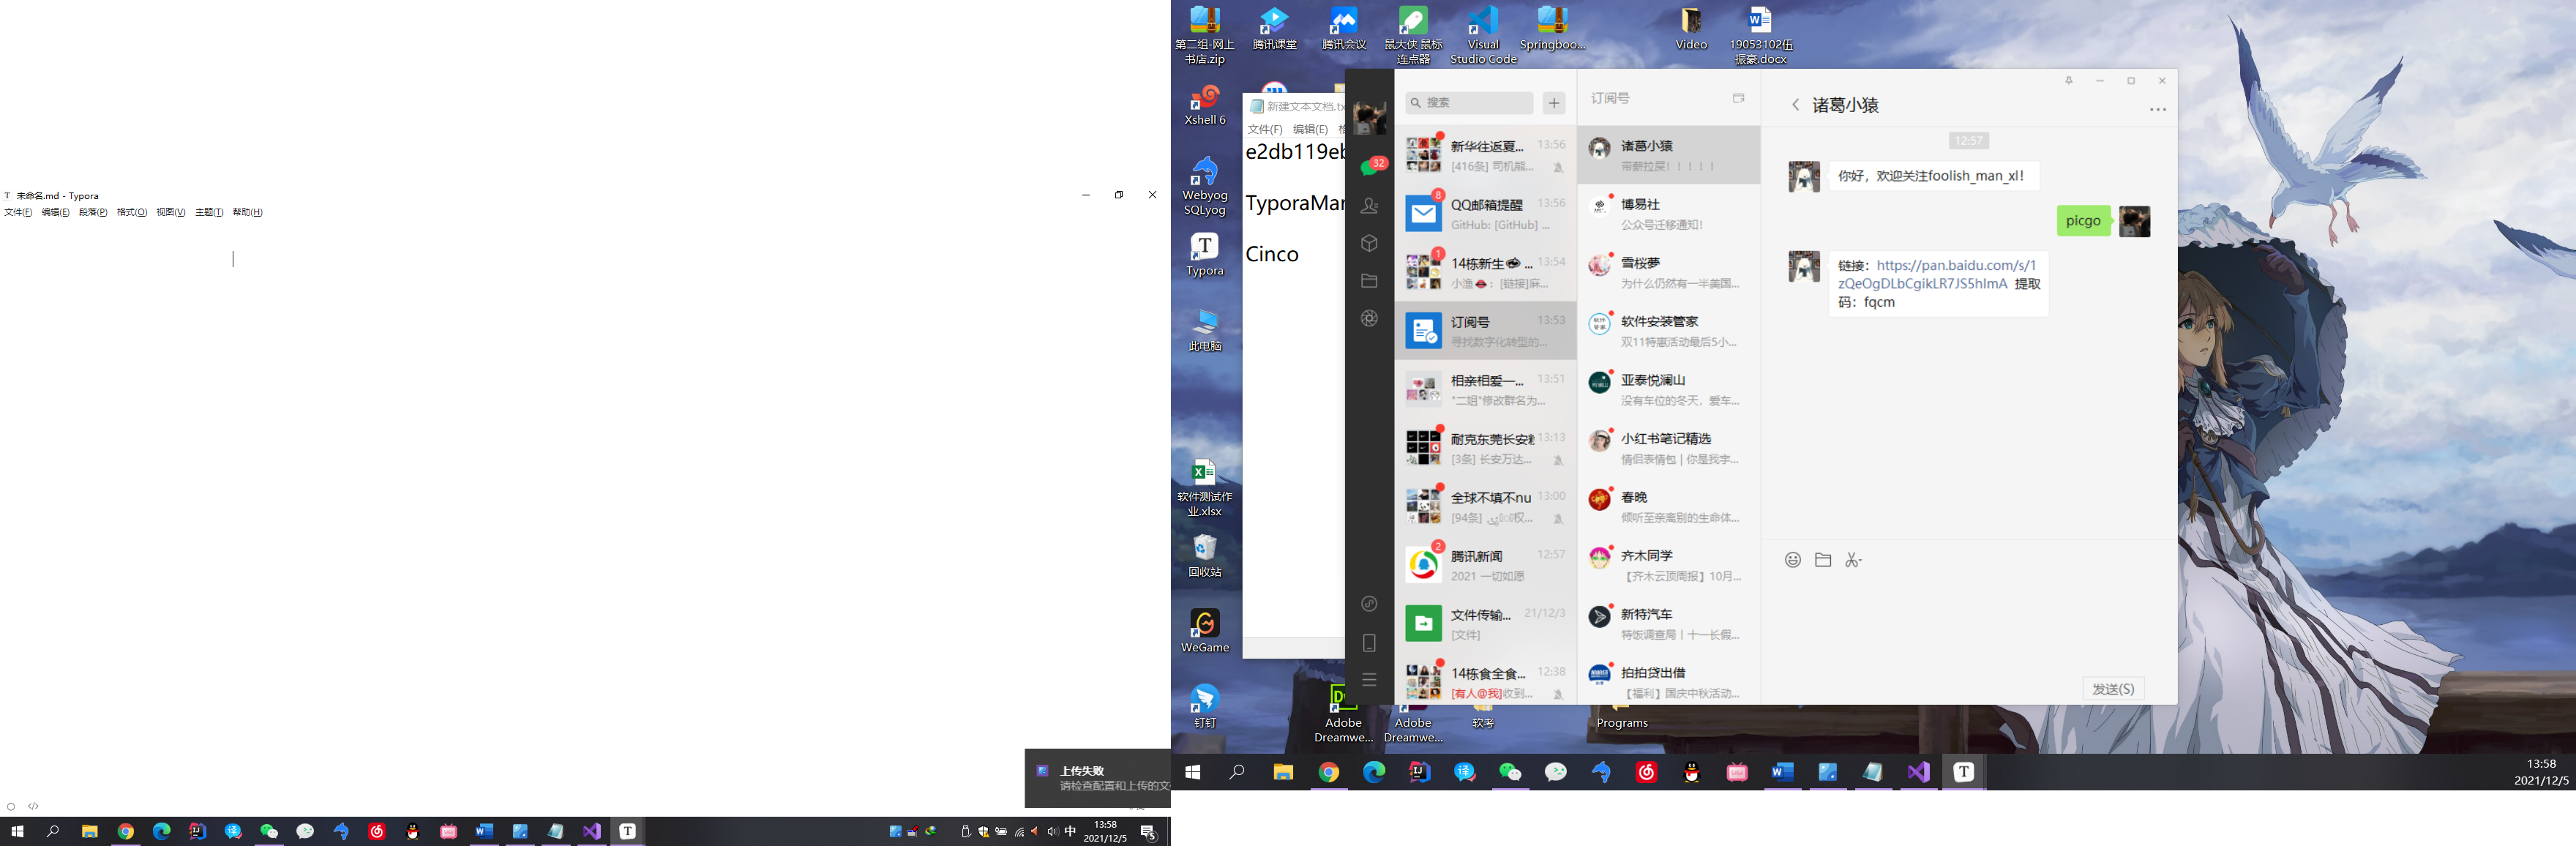 未命名.md - Typora
文件(F) 编辑(E) 段落(P) 格式(O) 视图(V) 主题(T) 帮助(H)
上传失败
请检查配置和上传的文
中
13:58
2021/12/5
5
第二组-网上书店.zip
腾讯课堂
腾讯会议
鼠大侠 鼠标连点器
Visual Studio Code
Springboo...
Video
19053102伍振豪.docx
Xshell 6
Webyog SQLyog
Typora
此电脑
软件测试作业.xlsx
回收站
WeGame
钉钉
Adobe Dreamwe...
Adobe Dreamwe...
软考
Programs
新建文本文档.tx
文件(F) 编辑(E)
e2db119eb
TyporaMar
Cinco
32
搜索
新华往返夏... 13:56
[416条] 司机熊...
8
QQ邮箱提醒 13:56
GitHub: [GitHub] ...
1
14栋新生 ... 13:54
小渔 : [链接]麻...
订阅号 13:53
寻找数字化转型的...
相亲相爱一... 13:51
"二姐"修改群名为...
耐克东莞长安 13:13
[3条] 长安万达...
全球不填不nu 13:00
[94条]
2
腾讯新闻 12:57
2021 一切如愿
文件传输... 21/12/3
[文件]
14栋食全食... 12:38
[有人@我]收到...
订阅号
诸葛小猿
带薪拉屎！！！！！
博易社
公众号迁移通知!
雪桜夢
为什么仍然有一半美国...
软件安装管家
双11特惠活动最后5小...
亚泰悦澜山
没有车位的冬天，爱车...
小红书笔记精选
情侣表情包 | 你是我宇...
春晚
倾听至亲离别的生命体...
齐木同学
【齐木云顶周报】10月...
新特汽车
特饭调查局丨十一长假...
拍拍贷出借
【福利】国庆中秋活动...
诸葛小猿
12:57
你好，欢迎关注foolish_man_xl！
picgo
链接：https://pan.baidu.com/s/1
zQeOgDLbCgikLR7JS5hImA 提取
码：fqcm
发送(S)
13:58
2021/12/5